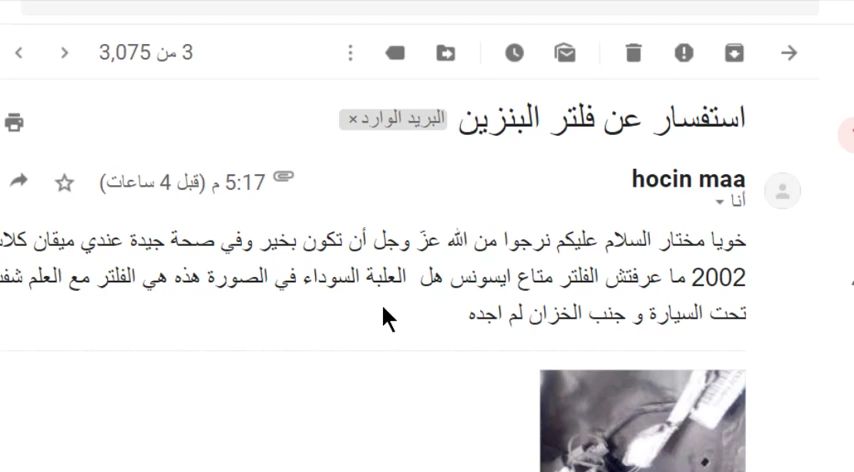 3 من 3,075
استفسار عن فلتر البنزين
البريد الوارد ×
hocin maa
5:17 م (قبل 4 ساعات)
أنا
خويا مختار السلام عليكم نرجوا من الله عزّ وجل أن تكون بخير وفي صحة جيدة عندي ميقان
2002 ما عرفتش الفلتر متاع ايسونس هل العلبة السوداء في الصورة هذه هي الفلتر مع العلم
تحت السيارة و جنب الخزان لم اجده